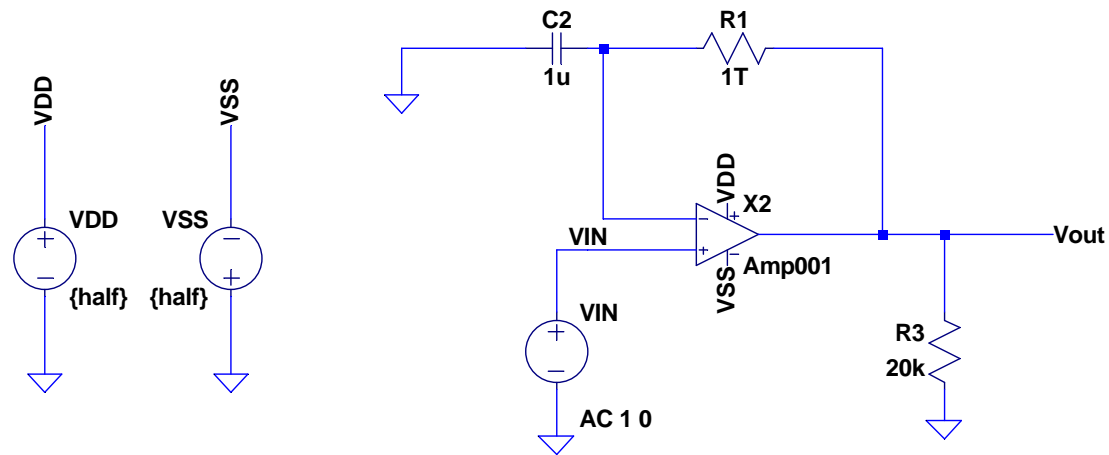 VDD
VSS
VDD
{half}
VSS
{half}
C2
1u
R1
1T
VDD
+
X2
−
+
−
VSS
Amp001
VIN
VIN
AC 1 0
Vout
R3
20k
+
−
−
+
+
−